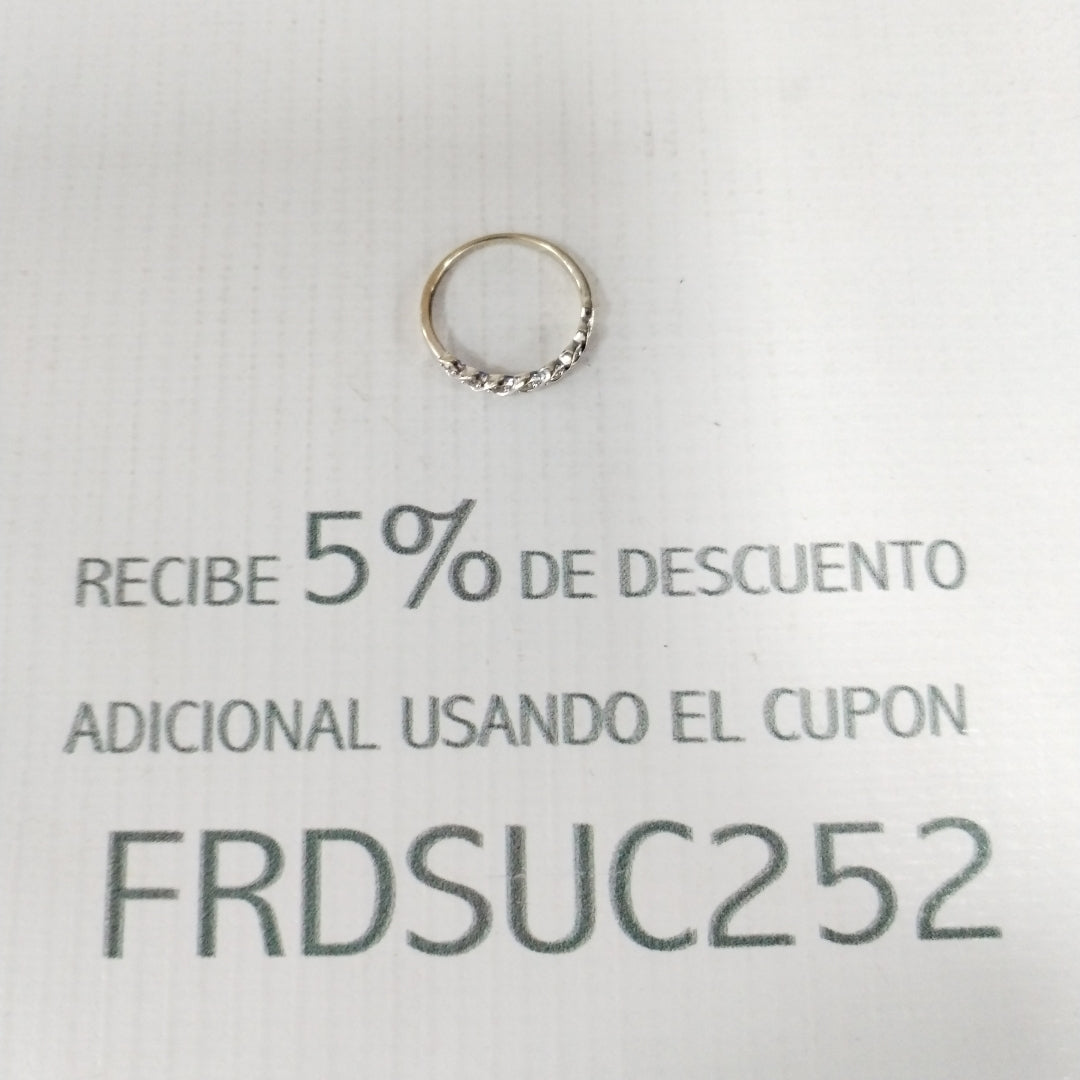 RECIBE 5% DE DESCUENTO
ADICIONAL USANDO EL CUPON
FRDSUC252